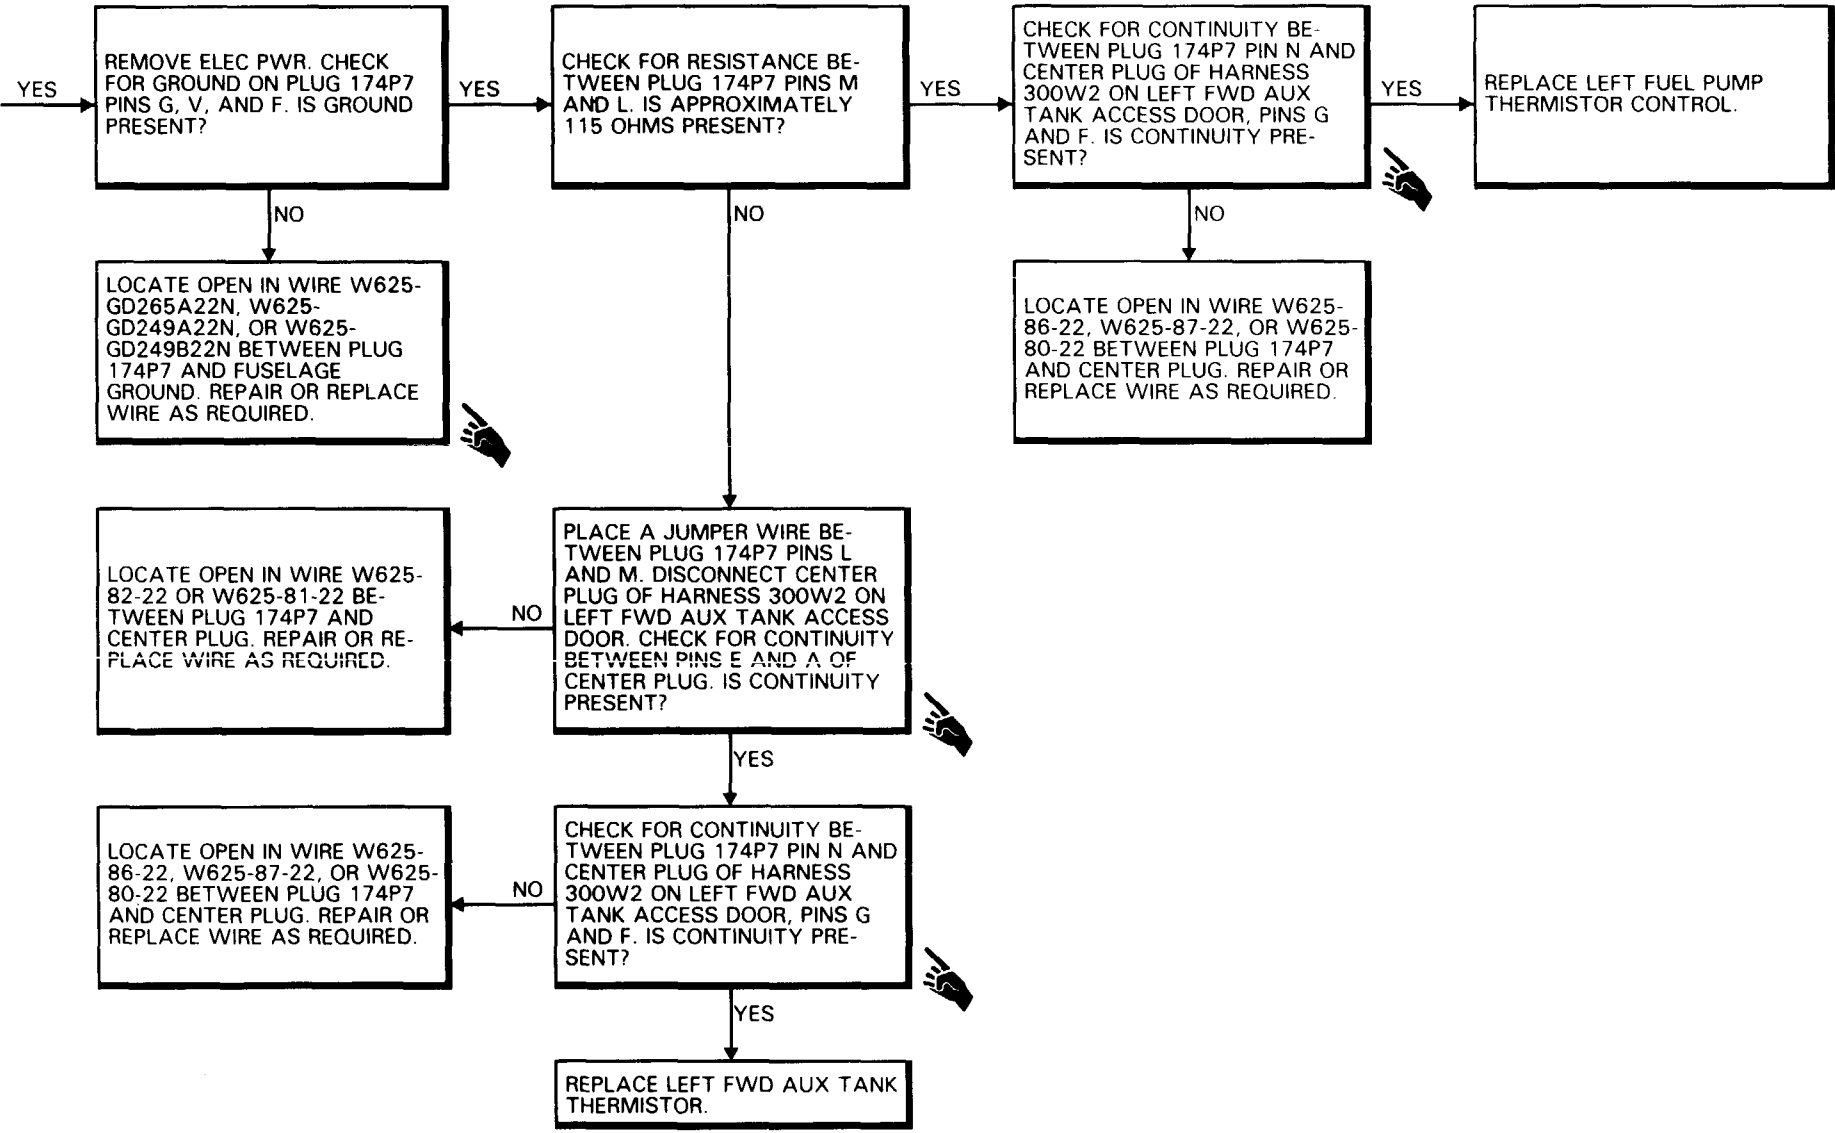 YES
REMOVE ELEC PWR. CHECK
FOR GROUND ON PLUG 174P7
PINS G, V, AND F. IS GROUND
PRESENT?
YES
CHECK FOR RESISTANCE BE-
TWEEN PLUG 174P7 PINS M
AND L. IS APPROXIMATELY
115 OHMS PRESENT?
YES
CHECK FOR CONTINUITY BE-
TWEEN PLUG 174P7 PIN N AND
CENTER PLUG OF HARNESS
300W2 ON LEFT FWD AUX
TANK ACCESS DOOR, PINS G
AND F. IS CONTINUITY PRE-
SENT?
YES
REPLACE LEFT FUEL PUMP
THERMISTOR CONTROL.
NO
NO
NO
LOCATE OPEN IN WIRE W625-
GD265A22N, W625-
GD249A22N, OR W625-
GD249B22N BETWEEN PLUG
174P7 AND FUSELAGE
GROUND. REPAIR OR REPLACE
WIRE AS REQUIRED.
LOCATE OPEN IN WIRE W625-
86-22, W625-87-22, OR W625-
80-22 BETWEEN PLUG 174P7
AND CENTER PLUG. REPAIR OR
REPLACE WIRE AS REQUIRED.
LOCATE OPEN IN WIRE W625-
82-22 OR W625-81-22 BE-
TWEEN PLUG 174P7 AND
CENTER PLUG. REPAIR OR RE-
PLACE WIRE AS REQUIRED.
NO
PLACE A JUMPER WIRE BE-
TWEEN PLUG 174P7 PINS L
AND M. DISCONNECT CENTER
PLUG OF HARNESS 300W2 ON
LEFT FWD AUX TANK ACCESS
DOOR. CHECK FOR CONTINUITY
BETWEEN PINS E AND A OF
CENTER PLUG. IS CONTINUITY
PRESENT?
YES
LOCATE OPEN IN WIRE W625-
86-22, W625-87-22, OR W625-
80-22 BETWEEN PLUG 174P7
AND CENTER PLUG. REPAIR OR
REPLACE WIRE AS REQUIRED.
NO
CHECK FOR CONTINUITY BE-
TWEEN PLUG 174P7 PIN N AND
CENTER PLUG OF HARNESS
300W2 ON LEFT FWD AUX
TANK ACCESS DOOR, PINS G
AND F. IS CONTINUITY PRE-
SENT?
YES
REPLACE LEFT FWD AUX TANK
THERMISTOR.